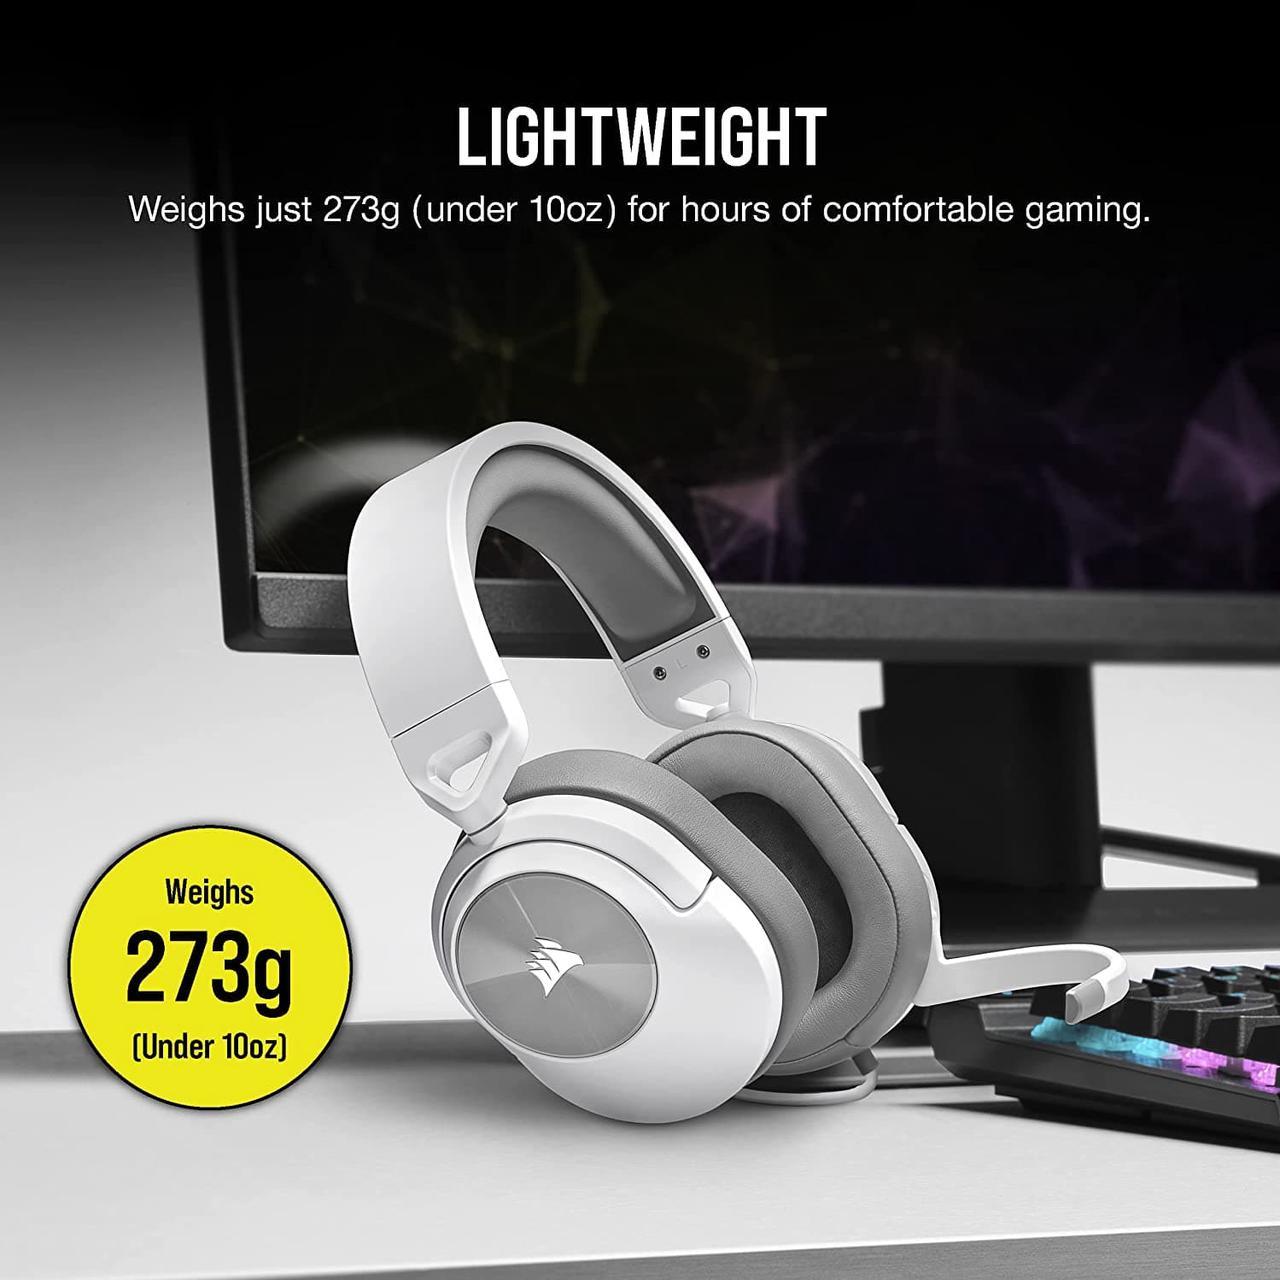 LIGHTWEIGHT
Weighs just 273g (under 10oz) for hours of comfortable gaming.
L
Weighs
273g
(Under 10oz)